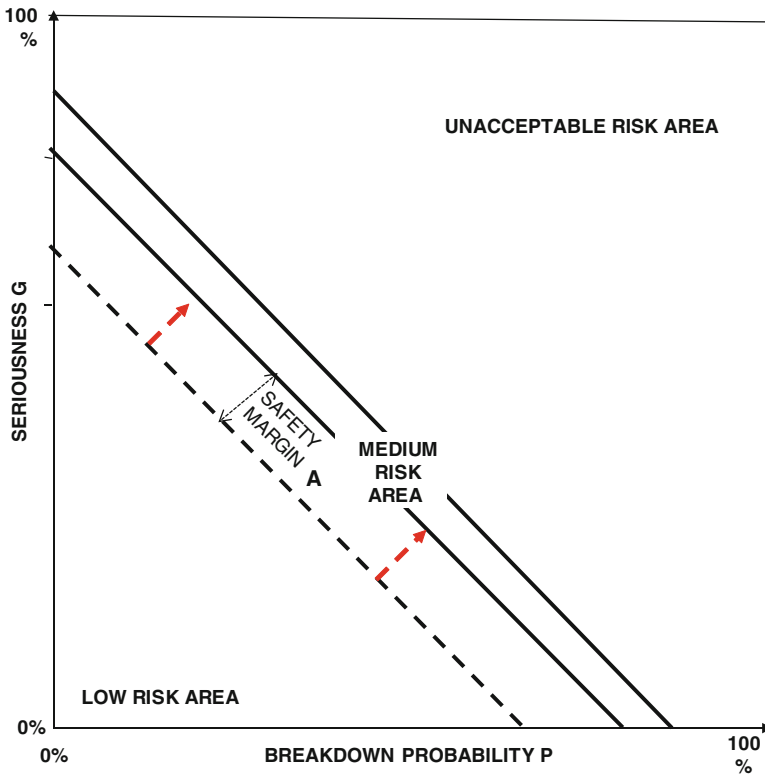 100
%
UNACCEPTABLE RISK AREA
SERIOUSNESS G
SAFETY
MARGIN
A
MEDIUM
RISK
AREA
LOW RISK AREA
0%
0%
BREAKDOWN PROBABILITY P
100
%